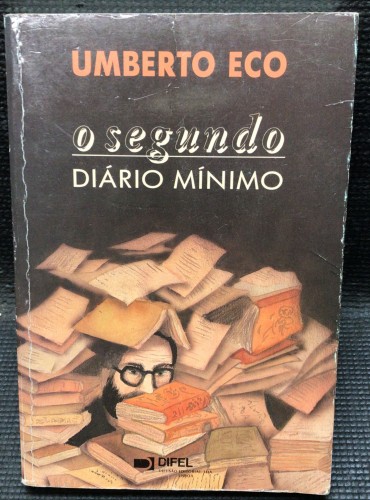 UMBERTO ECO
o segundo
DIÁRIO MÍNIMO
DIFEL